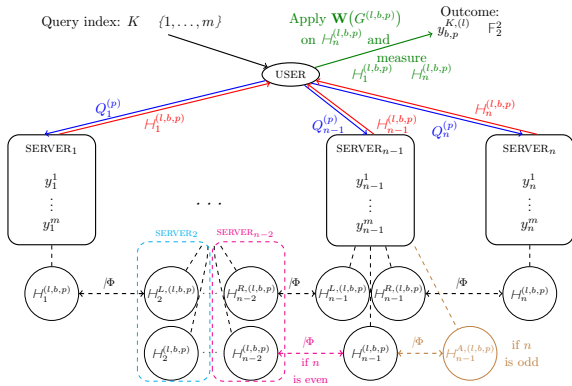 Query index: K {1, . . . , m}
Apply W(G^{(l,b,p)})
on H_n^{(l,b,p)} and
measure
H_1^{(l,b,p)} H_n^{(l,b,p)}
Outcome:
y_{b,p}^{K,(l)} F_2^2
USER
Q_1^{(p)}
H_1^{(l,b,p)}
Q_{n−1}^{(p)}
H_{n−1}^{(l,b,p)}
Q_n^{(p)}
H_n^{(l,b,p)}
SERVER_1
y_1^1
⋮
y_1^m
. . .
SERVER_{n−1}
y_{n−1}^1
⋮
y_{n−1}^m
SERVER_n
y_n^1
⋮
y_n^m
SERVER_2
SERVER_{n−2}
H_1^{(l,b,p)}
|Φ
H_2^{L,(l,b,p)}
H_{n−2}^{R,(l,b,p)}
|Φ
H_{n−1}^{L,(l,b,p)}
H_{n−1}^{R,(l,b,p)}
|Φ
H_n^{(l,b,p)}
H_2^{(l,b,p)}
H_{n−2}^{(l,b,p)}
|Φ
if n
is even
H_{n−1}^{(l,b,p)}
|Φ
H_{n−1}^{A,(l,b,p)}
if n
is odd